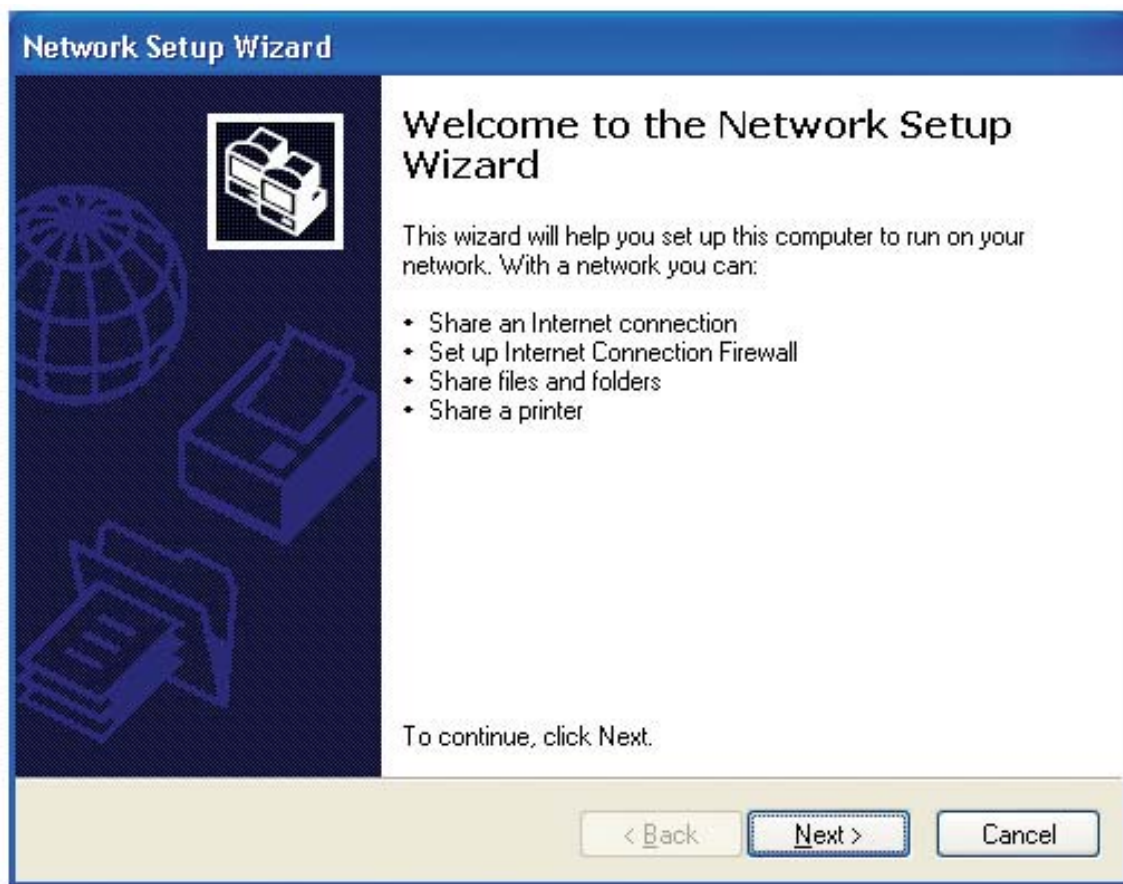 Network Setup Wizard
Welcome to the Network Setup
Wizard
This wizard will help you set up this computer to run on your
network. With a network you can:
• Share an Internet connection
• Set up Internet Connection Firewall
• Share files and folders
• Share a printer
To continue, click Next.
< Back
Next >
Cancel